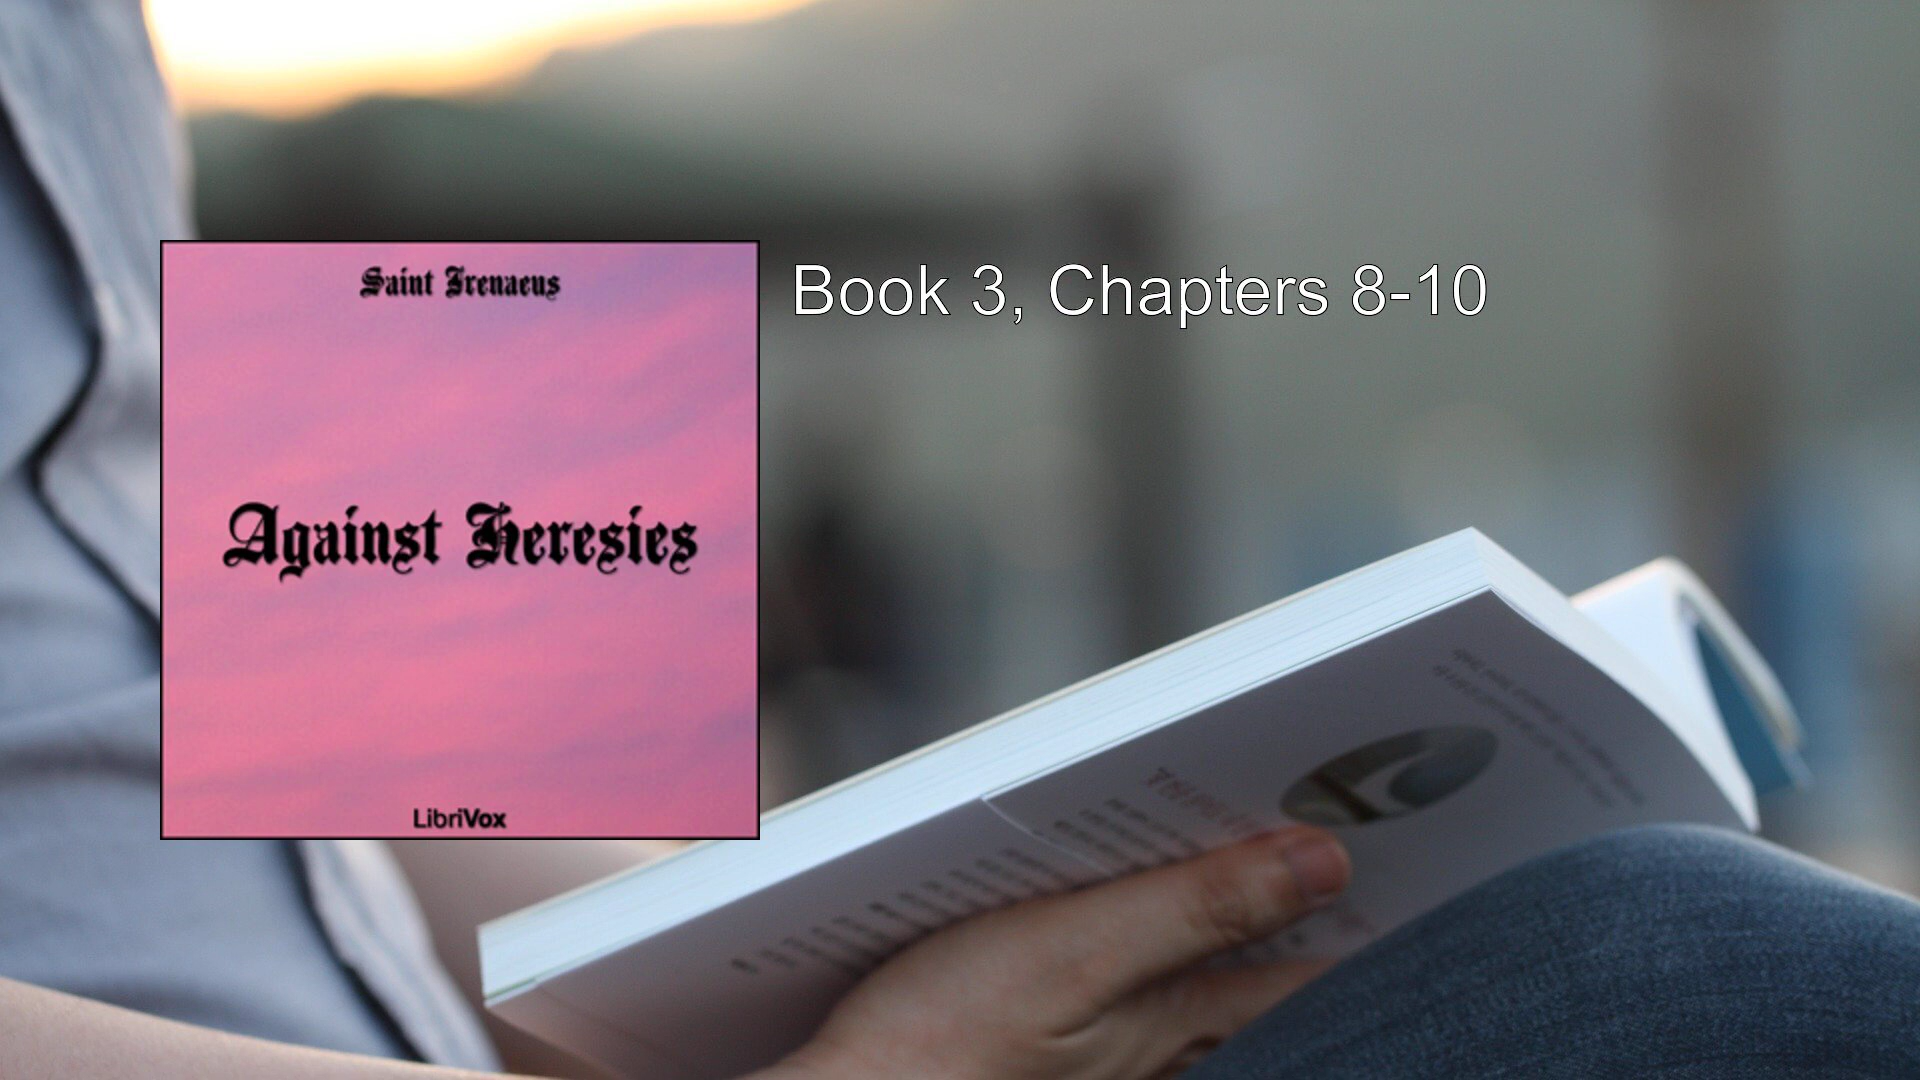 Saint Irenaeus
Against Heresies
LibriVox
Book 3, Chapters 8-10